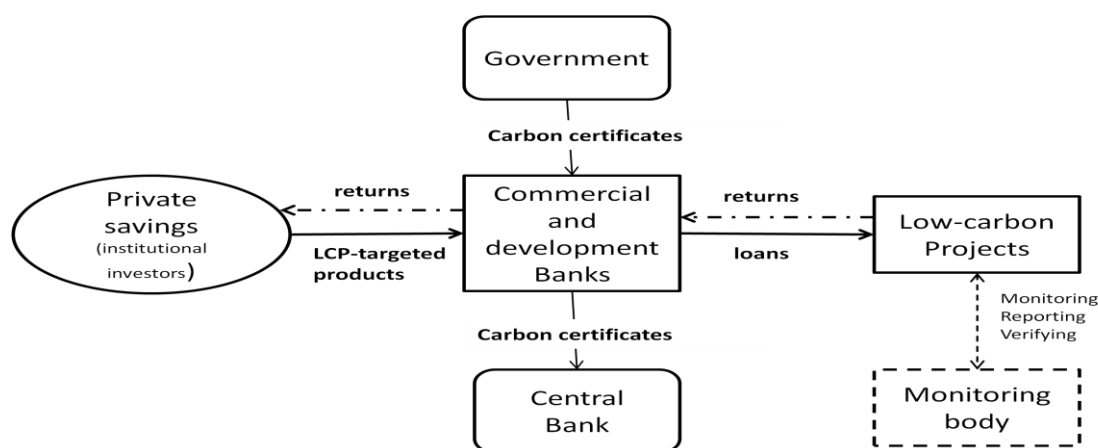 Government
Carbon certificates
Private
savings
(institutional
investors)
returns
LCP-targeted
products
Commercial
and
development
Banks
returns
loans
Low-carbon
Projects
Carbon certificates
Monitoring
Reporting
Verifying
Central
Bank
Monitoring
body